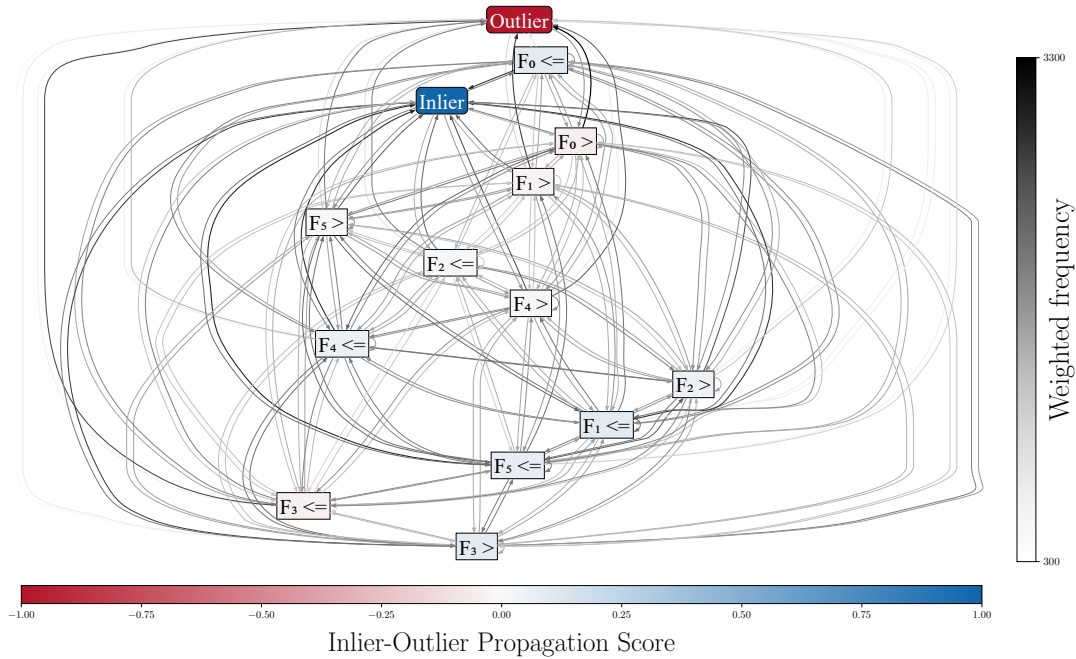 Outlier
F₀ <=
Inlier
F₀ >
F₁ >
F₅ >
F₂ <=
F₄ >
F₄ <=
F₂ >
F₁ <=
F₅ <=
F₃ <=
F₃ >
3300
Weighted frequency
300
−1.00 −0.75 −0.50 −0.25 0.00 0.25 0.50 0.75 1.00
Inlier-Outlier Propagation Score